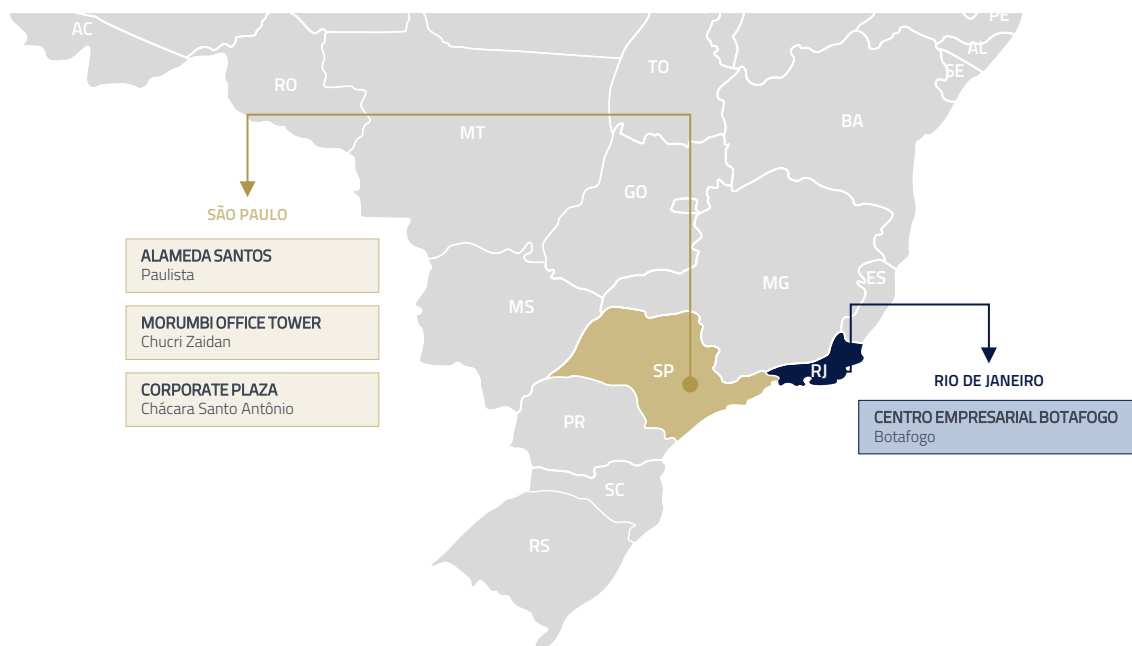 PE
AC
AL
TO
SE
RO
BA
MT
GO
SÃO PAULO
ALAMEDA SANTOS
Paulista
MORUMBI OFFICE TOWER
Chucri Zaidan
CORPORATE PLAZA
Chácara Santo Antônio
ES
MG
MS
SP
RJ
RIO DE JANEIRO
CENTRO EMPRESARIAL BOTAFOGO
Botafogo
PR
SC
RS